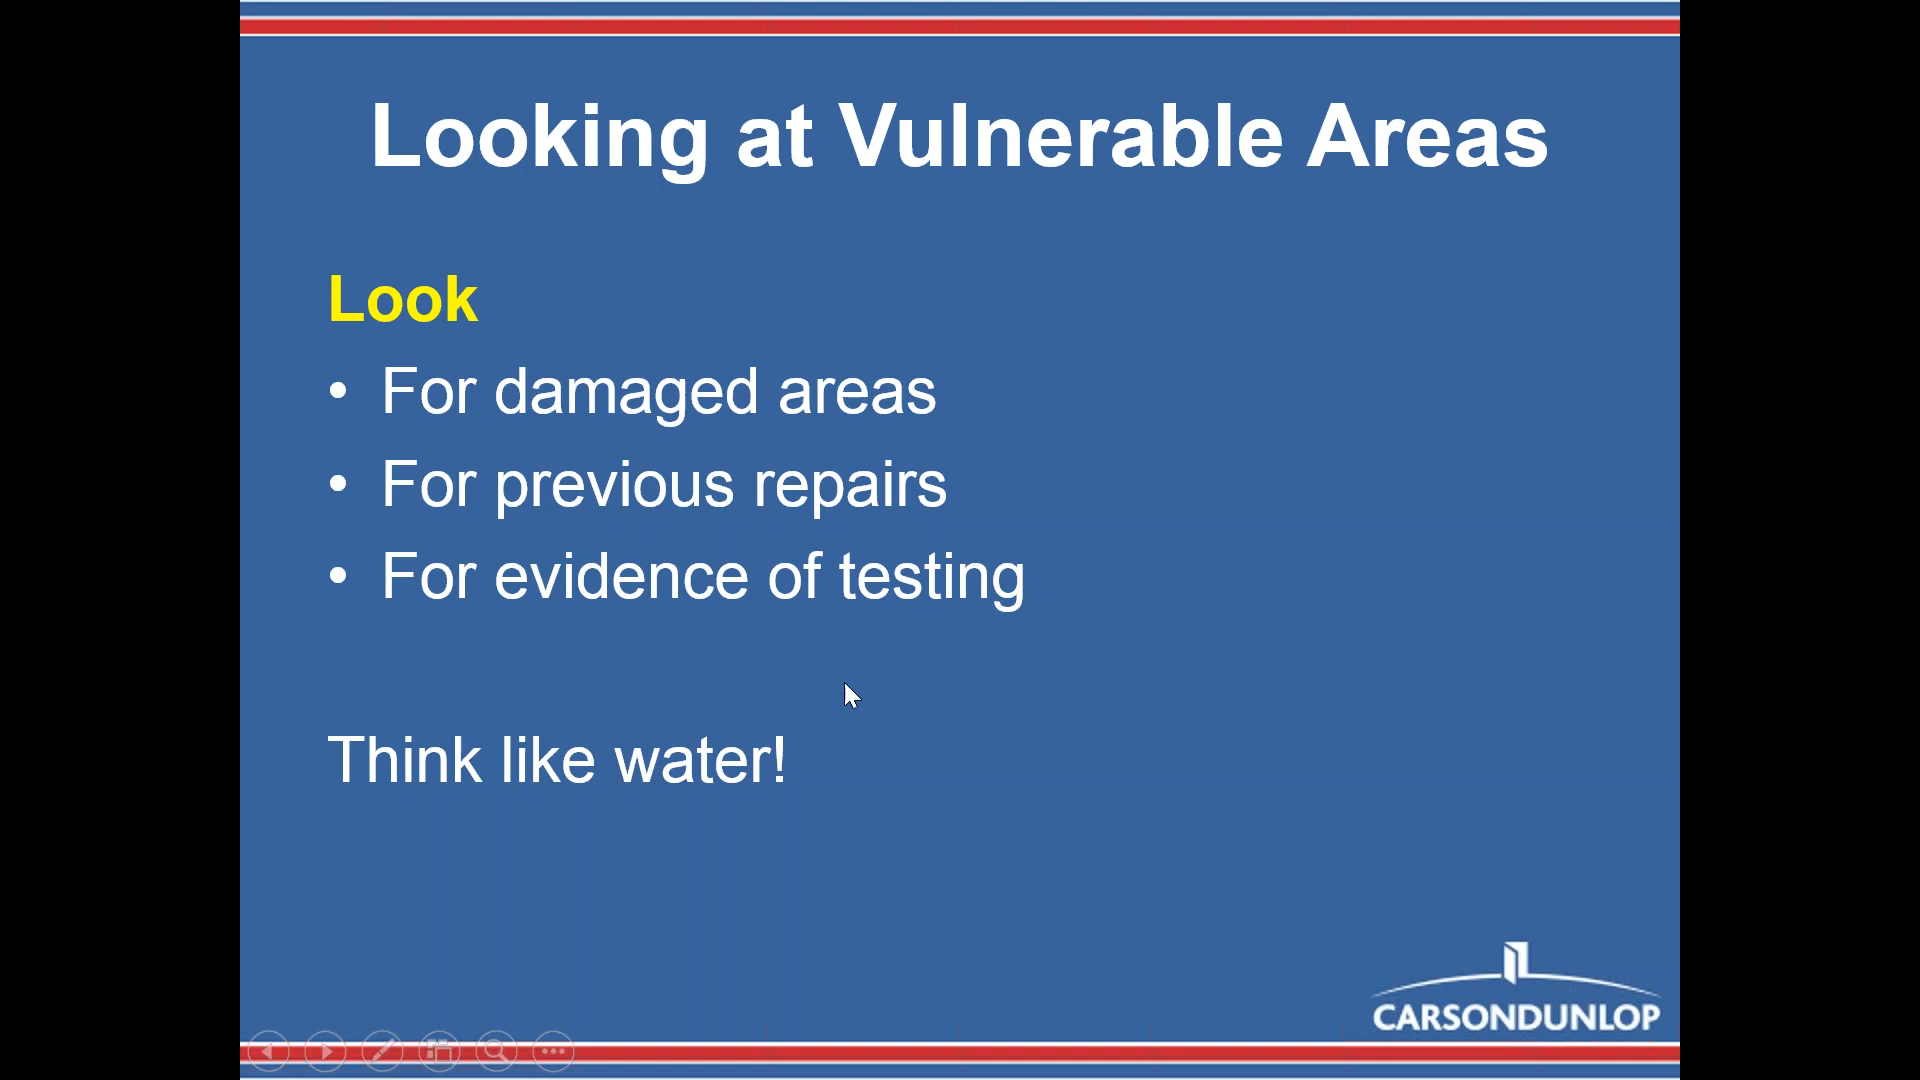 Looking at Vulnerable Areas
Look
• For damaged areas
• For previous repairs
• For evidence of testing
Think like water!
CARSONDUNLOP